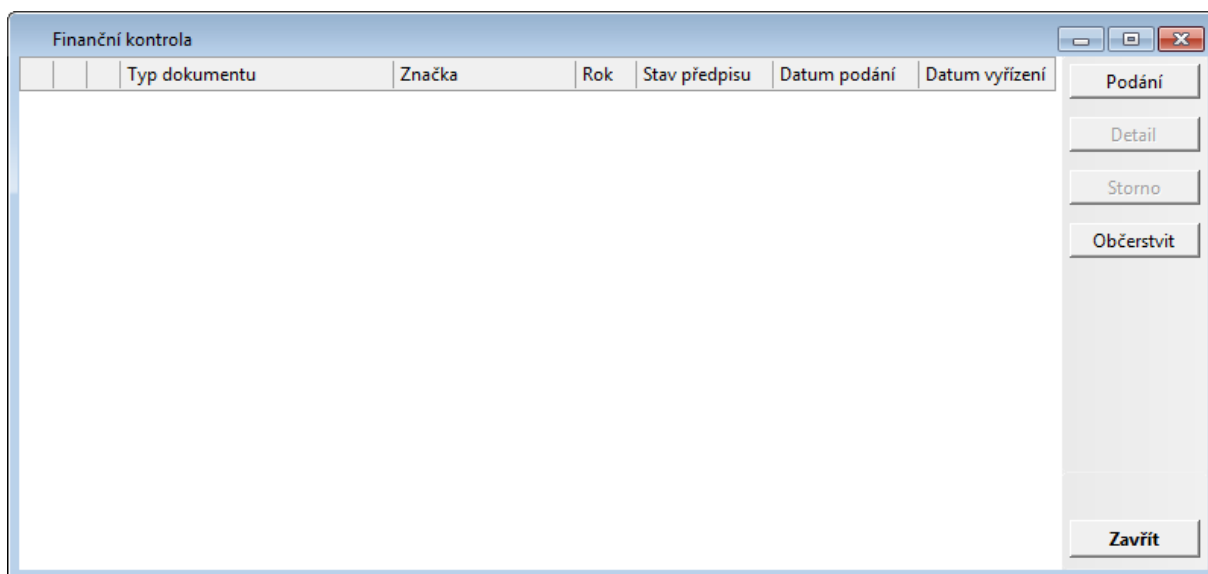 Finanční kontrola
Typ dokumentu Značka Rok Stav předpisu Datum podání Datum vyřízení
Podání
Detail
Storno
Občerstvit
Zavřít